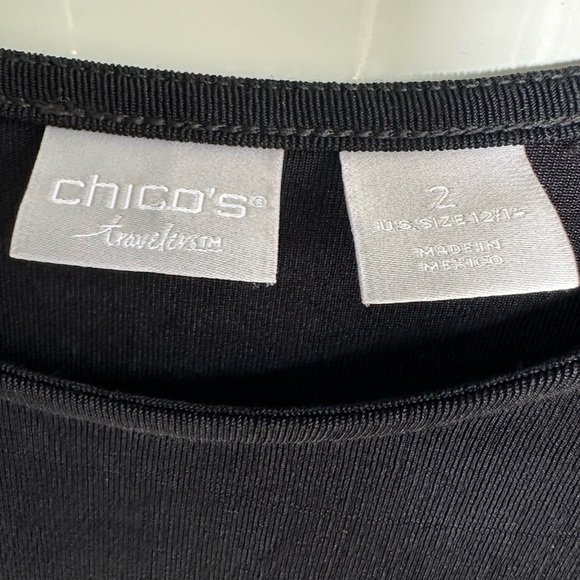 chico's®
travelers™
2
U.S. SIZE 12/14
MADE IN
MEXICO